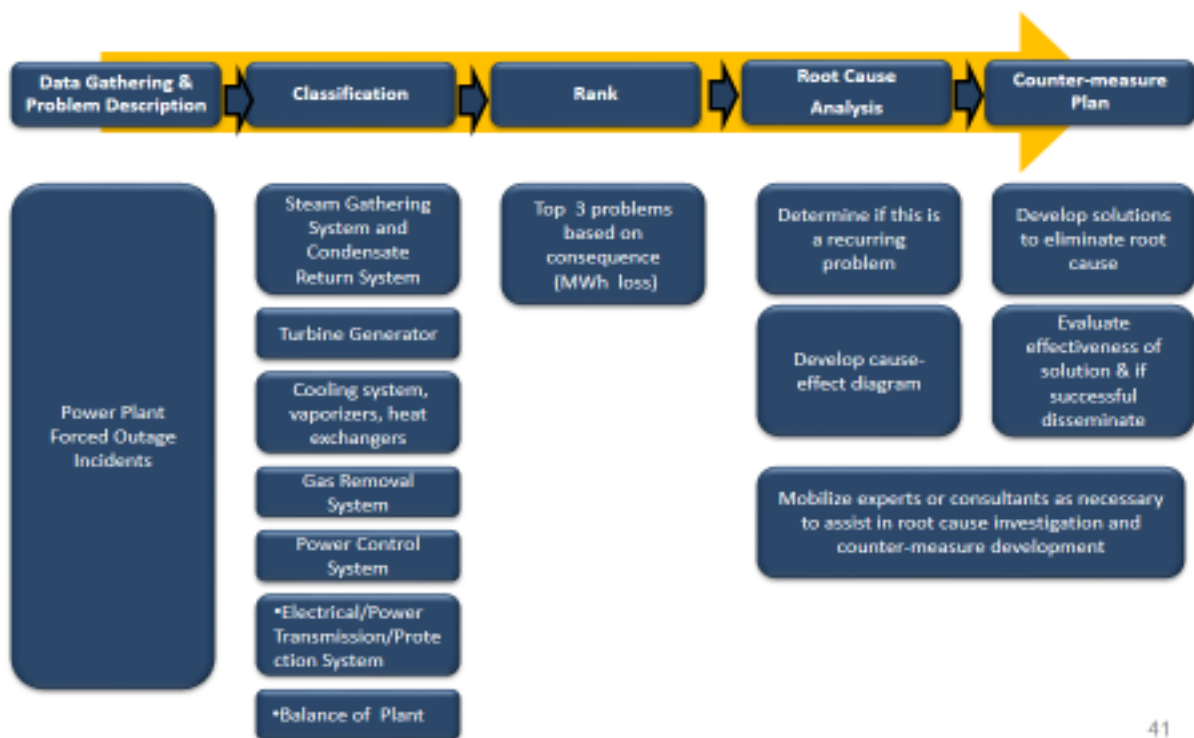 Data Gathering &
Problem Description
Classification
Rank
Root Cause
Analysis
Counter-measure
Plan
Power Plant
Forced Outage
Incidents
Steam Gathering
System and
Condensate
Return System
Turbine Generator
Cooling system,
vaporizers, heat
exchangers
Gas Removal
System
Power Control
System
•Electrical/Power
Transmission/Prote
ction System
•Balance of Plant
Top 3 problems
based on
consequence
(MWh loss)
Determine if this is
a recurring
problem
Develop cause-
effect diagram
Develop solutions
to eliminate root
cause
Evaluate
effectiveness of
solution & if
successful
disseminate
Mobilize experts or consultants as necessary
to assist in root cause investigation and
counter-measure development
41